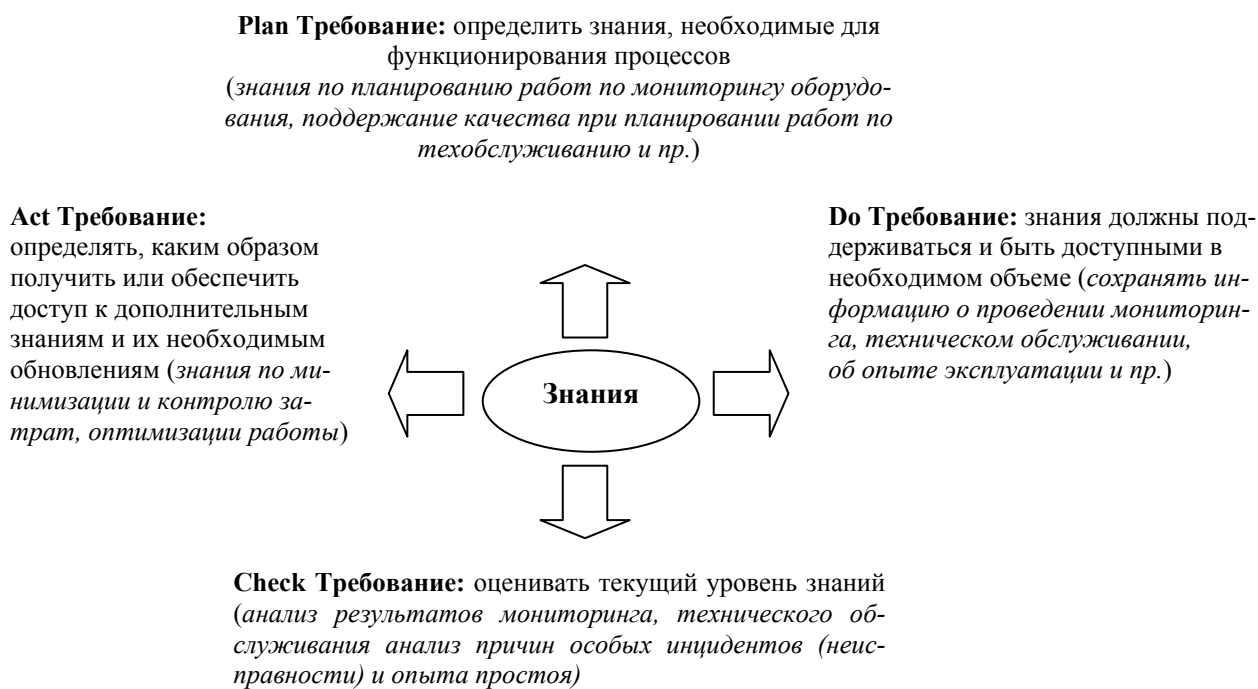 Plan Требование: определить знания, необходимые для
функционирования процессов
(знания по планированию работ по мониторингу оборудо-
вания, поддержание качества при планировании работ по
техобслуживанию и пр.)
Act Требование:
определять, каким образом
получить или обеспечить
доступ к дополнительным
знаниям и их необходимым
обновлениям (знания по ми-
нимизации и контролю за-
трат, оптимизации работы)
Знания
Do Требование: знания должны под-
держиваться и быть доступными в
необходимом объеме (сохранять ин-
формацию о проведении мониторин-
га, техническом обслуживании,
об опыте эксплуатации и пр.)
Check Требование: оценивать текущий уровень знаний
(анализ результатов мониторинга, технического об-
служивания анализ причин особых инцидентов (неис-
правности) и опыта простоя)